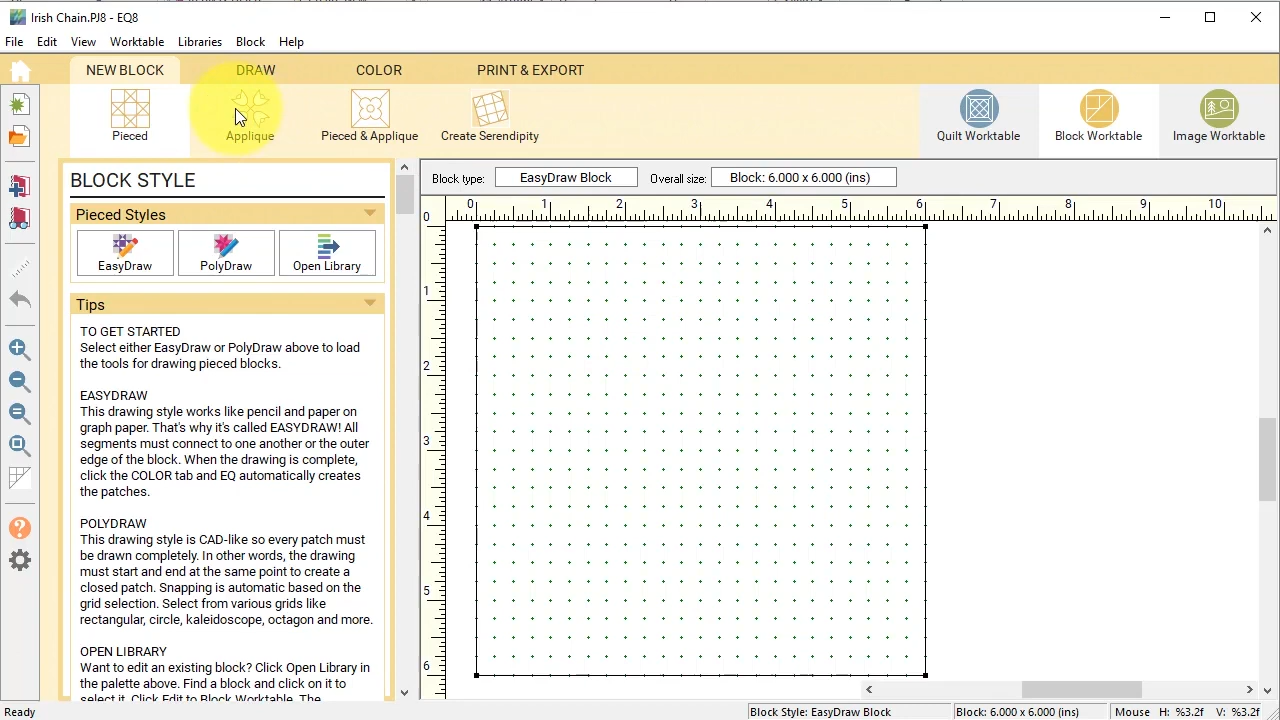 Irish Chain.PJ8 - EQ8
File Edit View Worktable Libraries Block Help
NEW BLOCK DRAW COLOR PRINT & EXPORT
Pieced Applique Pieced & Applique Create Serendipity Quilt Worktable Block Worktable Image Worktable
BLOCK STYLE
Block type: EasyDraw Block Overall size: Block: 6.000 x 6.000 (ins)
Pieced Styles
EasyDraw PolyDraw Open Library
Tips
TO GET STARTED
Select either EasyDraw or PolyDraw above to load
the tools for drawing pieced blocks.
EASYDRAW
This drawing style works like pencil and paper on
graph paper. That's why it's called EASYDRAW! All
segments must connect to one another or the outer
edge of the block. When the drawing is complete,
click the COLOR tab and EQ automatically creates
the patches.
POLYDRAW
This drawing style is CAD-like so every patch must
be drawn completely. In other words, the drawing
must start and end at the same point to create a
closed patch. Snapping is automatic based on the
grid selection. Select from various grids like
rectangular, circle, kaleidoscope, octagon and more.
OPEN LIBRARY
Want to edit an existing block? Click Open Library in
the palette above. Find a block and click on it to
select it. Click Edit to Block Worktable. The
0 0 1 2 3 4 5 6 7 8 9 10
1
2
3
4
5
6
Ready Block Style: EasyDraw Block Block: 6.000 x 6.000 (ins) Mouse H: %3.2f V: %3.2f